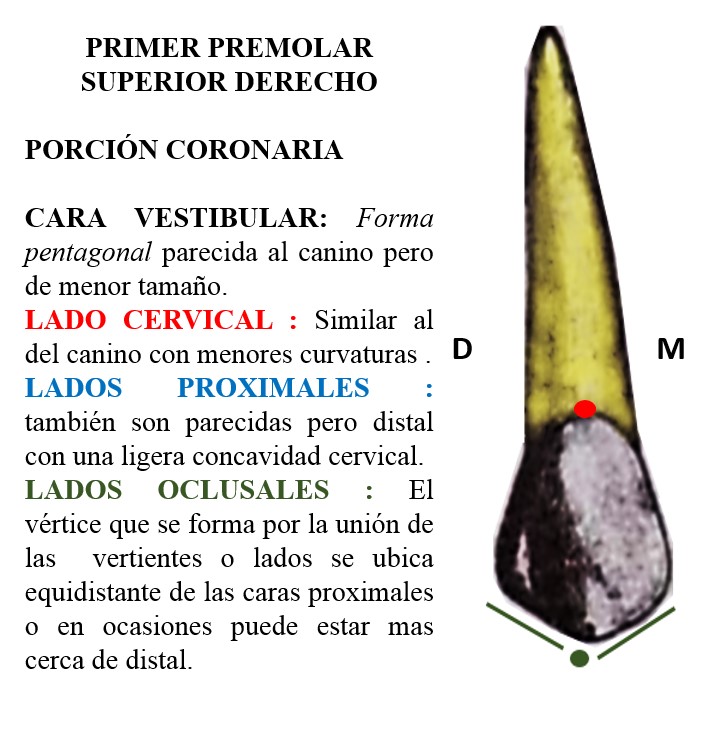 PRIMER PREMOLAR
SUPERIOR DERECHO
PORCIÓN CORONARIA
CARA VESTIBULAR: Forma
pentagonal parecida al canino pero
de menor tamaño.
LADO CERVICAL : Similar al
del canino con menores curvaturas .
LADOS PROXIMALES :
también son parecidas pero distal
con una ligera concavidad cervical.
LADOS OCLUSALES : El
vértice que se forma por la unión de
las vertientes o lados se ubica
equidistante de las caras proximales
o en ocasiones puede estar mas
cerca de distal.
D
M